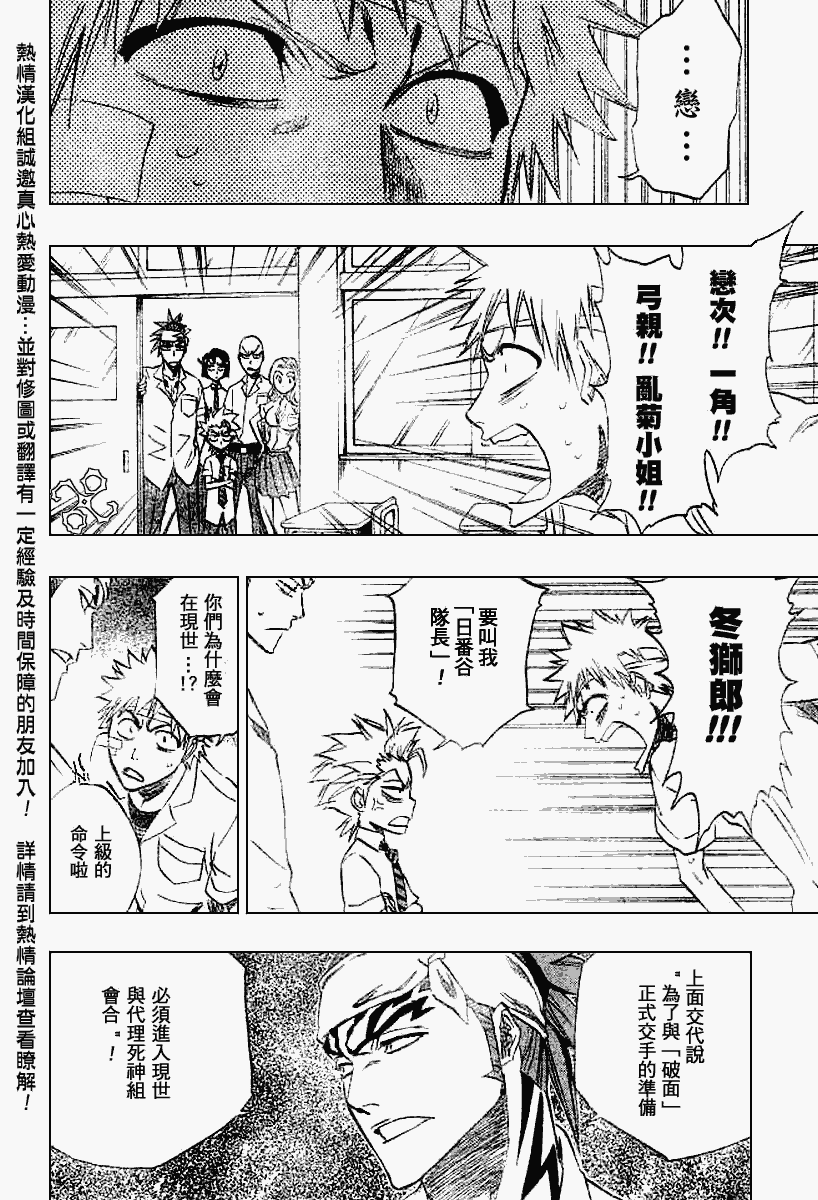 …戀…
戀次!!一角!!
弓親!!亂菊小姐!!
冬獅郎!!!
要叫我
「日番谷
隊長」！
你們為什麼會
在現世…!?
上級的
命令啦
上面交代說
〝為了與「破面」
正式交手的準備
必須進入現世
與代理死神組
會合〞！
熱情漢化組誠邀真心熱愛動漫…並對修圖或翻譯有一定經驗及時間保障的朋友加入！ 詳情請到熱情論壇查看瞭解！